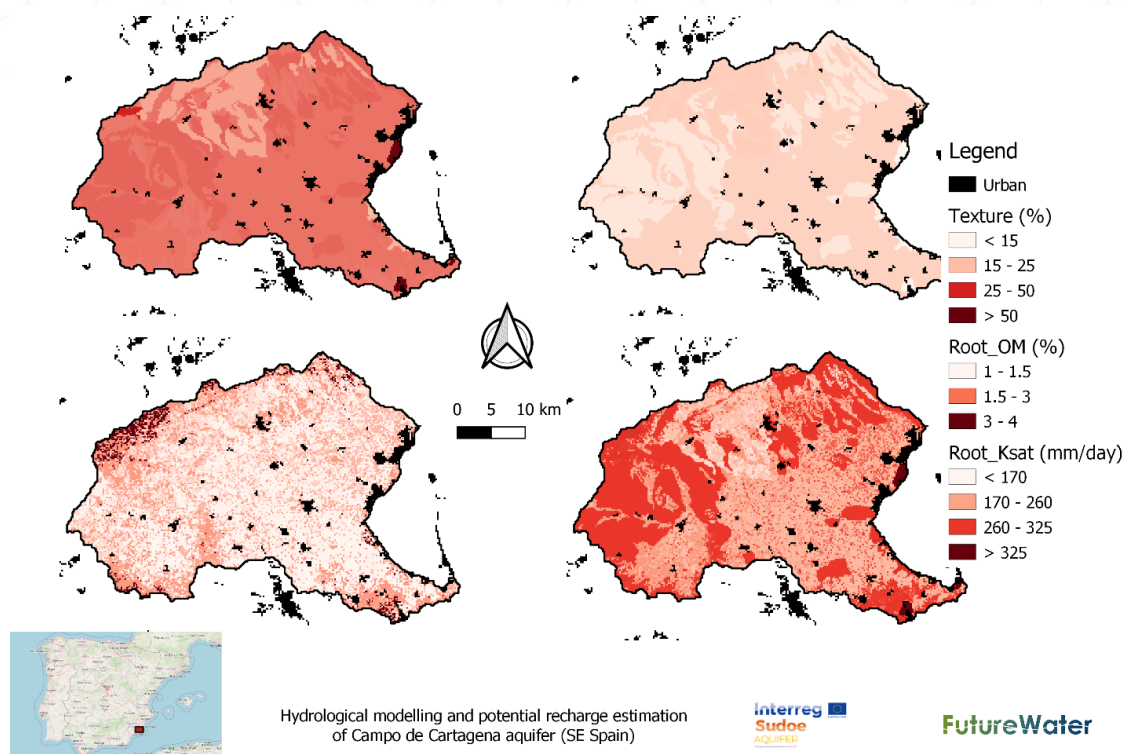 Legend
Urban
Texture (%)
< 15
15 - 25
25 - 50
> 50
Root_OM (%)
1 - 1.5
1.5 - 3
3 - 4
Root_Ksat (mm/day)
< 170
170 - 260
260 - 325
> 325
0 5 10 km
Hydrological modelling and potential recharge estimation
of Campo de Cartagena aquifer (SE Spain)
Interreg
Sudoe
AQUIFER
FutureWater